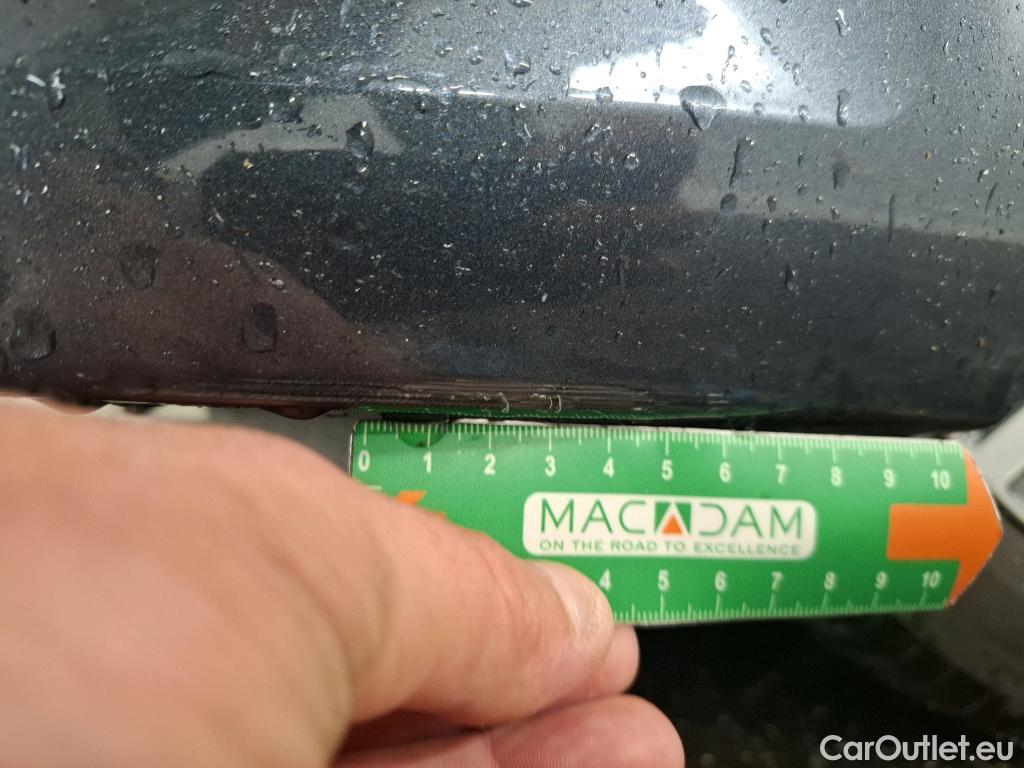 0 1 2 3 4 5 6 7 8 9 10
MACADAM
ON THE ROAD TO EXCELLENCE
4 5 6 7 8 9 10
CarOutlet.eu